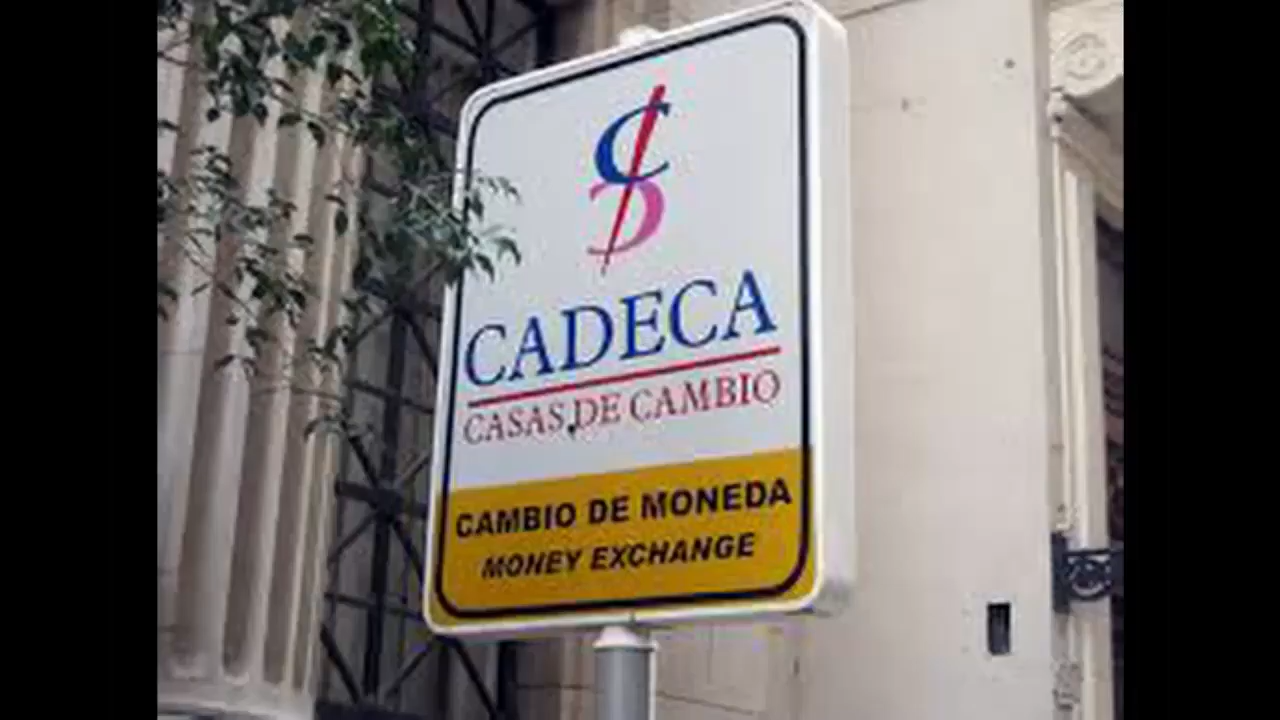 CADECA
CASAS DE CAMBIO
CAMBIO DE MONEDA
MONEY EXCHANGE